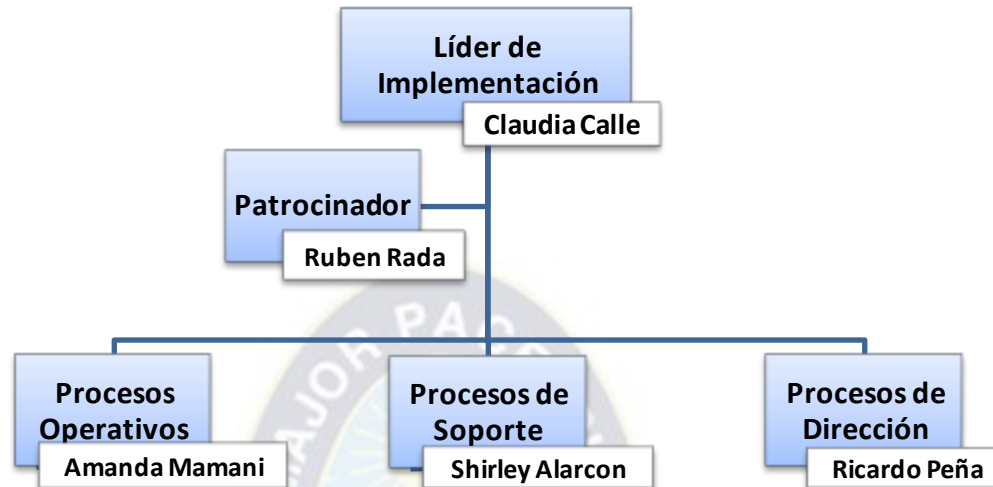 Líder de
Implementación
Claudia Calle
Patrocinador
Ruben Rada
Procesos
Operativos
Amanda Mamani
Procesos de
Soporte
Shirley Alarcon
Procesos de
Dirección
Ricardo Peña